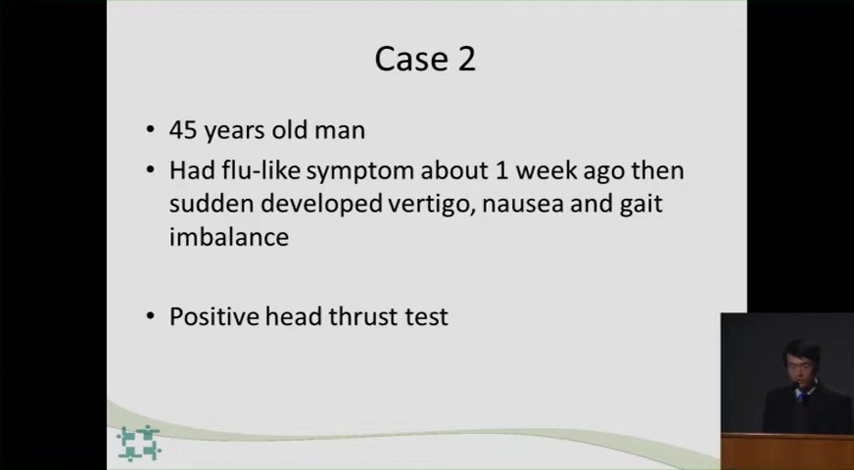 Case 2
• 45 years old man
• Had flu-like symptom about 1 week ago then
sudden developed vertigo, nausea and gait
imbalance
• Positive head thrust test